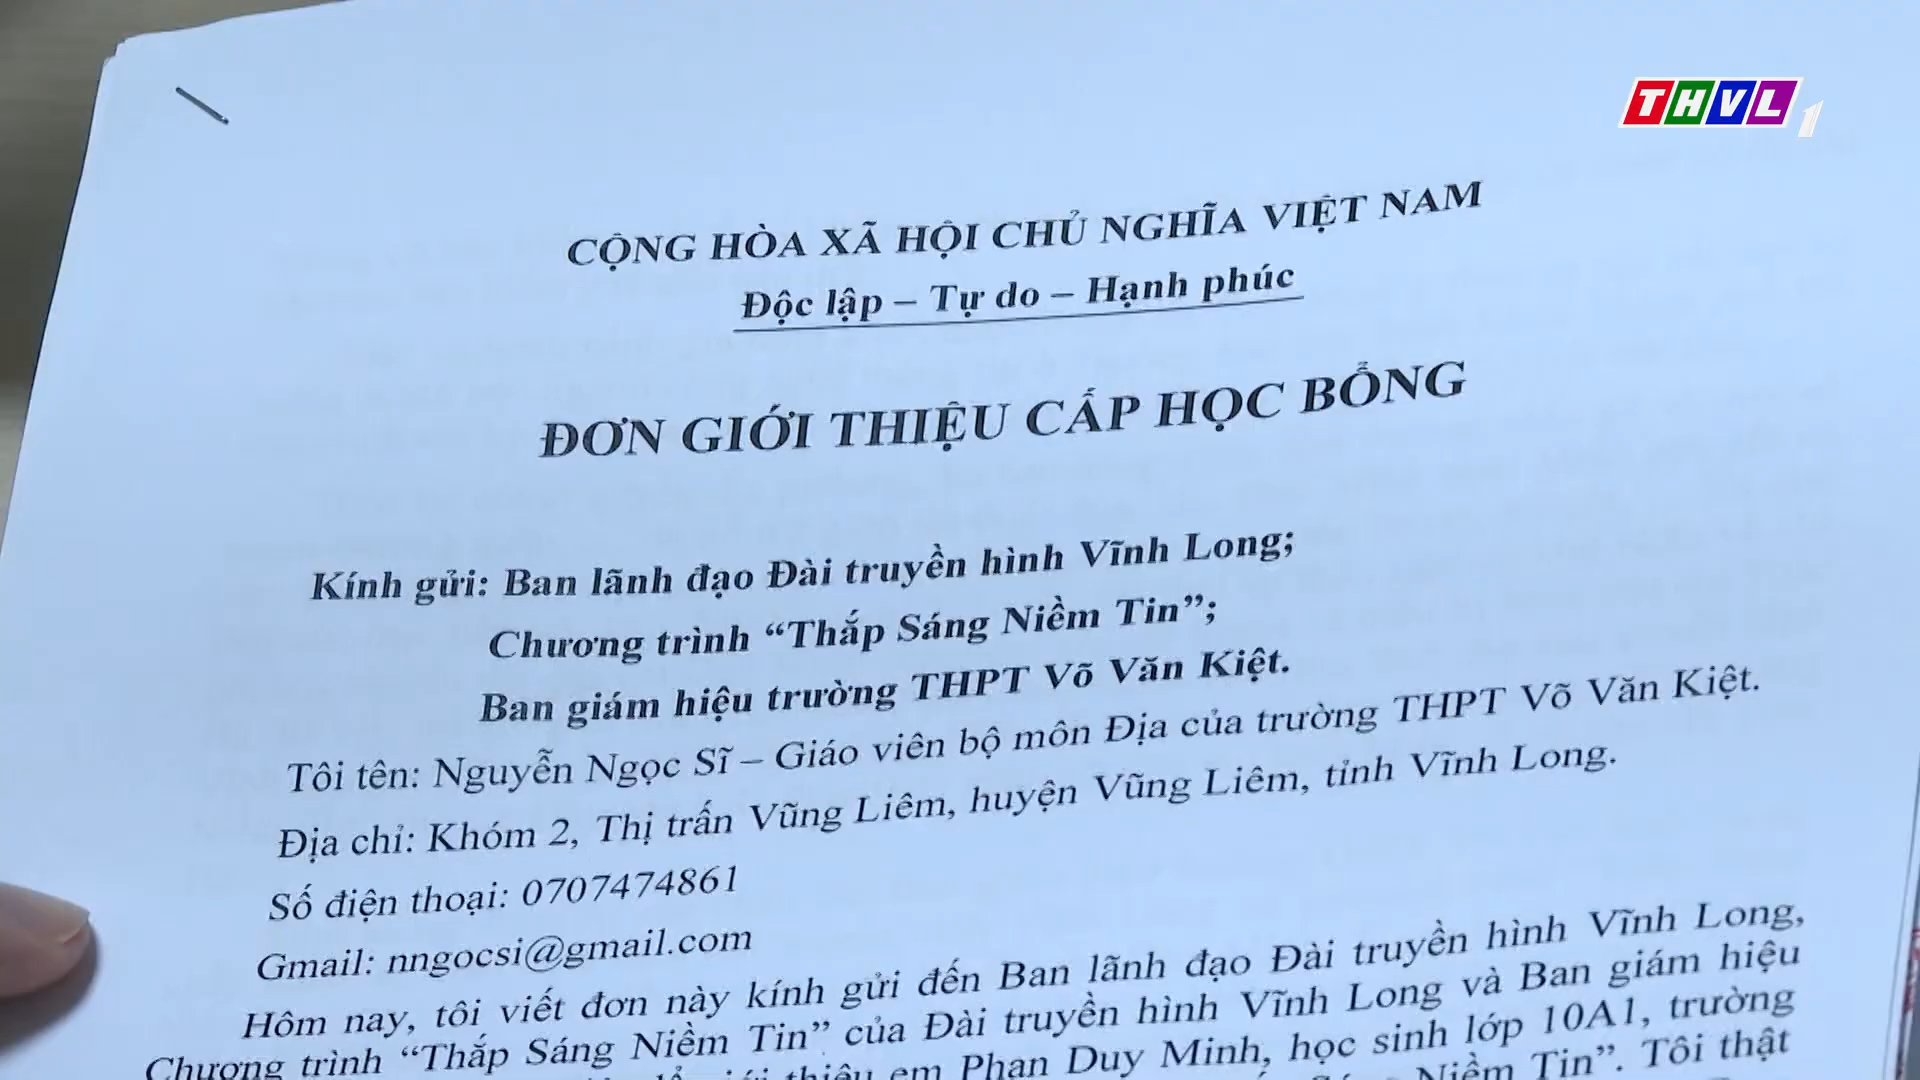 THVL1
CỘNG HÒA XÃ HỘI CHỦ NGHĨA VIỆT NAM
Độc lập – Tự do – Hạnh phúc
ĐƠN GIỚI THIỆU CẤP HỌC BỔNG
Kính gửi: Ban lãnh đạo Đài truyền hình Vĩnh Long;
Chương trình “Thắp Sáng Niềm Tin”;
Ban giám hiệu trường THPT Võ Văn Kiệt.
Tôi tên: Nguyễn Ngọc Sĩ – Giáo viên bộ môn Địa của trường THPT Võ Văn Kiệt.
Địa chỉ: Khóm 2, Thị trấn Vũng Liêm, huyện Vũng Liêm, tỉnh Vĩnh Long.
Số điện thoại: 0707474861
Gmail: nngocsi@gmail.com
Hôm nay, tôi viết đơn này kính gửi đến Ban lãnh đạo Đài truyền hình Vĩnh Long,
Chương trình “Thắp Sáng Niềm Tin” của Đài truyền hình Vĩnh Long và Ban giám hiệu
giới thiệu em Phan Duy Minh, học sinh lớp 10A1, trường
Niềm Tin”. Tôi thật